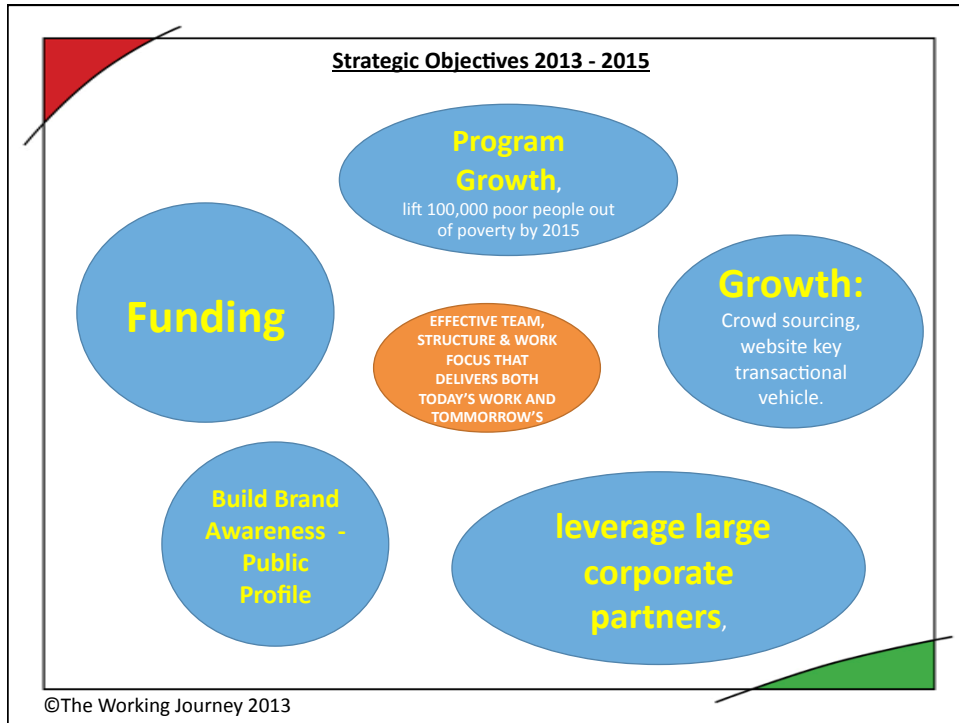 Strategic Objectives 2013 - 2015
Program
Growth,
lift 100,000 poor people out
of poverty by 2015
Funding
Growth:
Crowd sourcing,
website key
transactional
vehicle.
EFFECTIVE TEAM,
STRUCTURE & WORK
FOCUS THAT
DELIVERS BOTH
TODAY'S WORK AND
TOMMORROW'S
Build Brand
Awareness -
Public
Profile
leverage large
corporate
partners,
©The Working Journey 2013